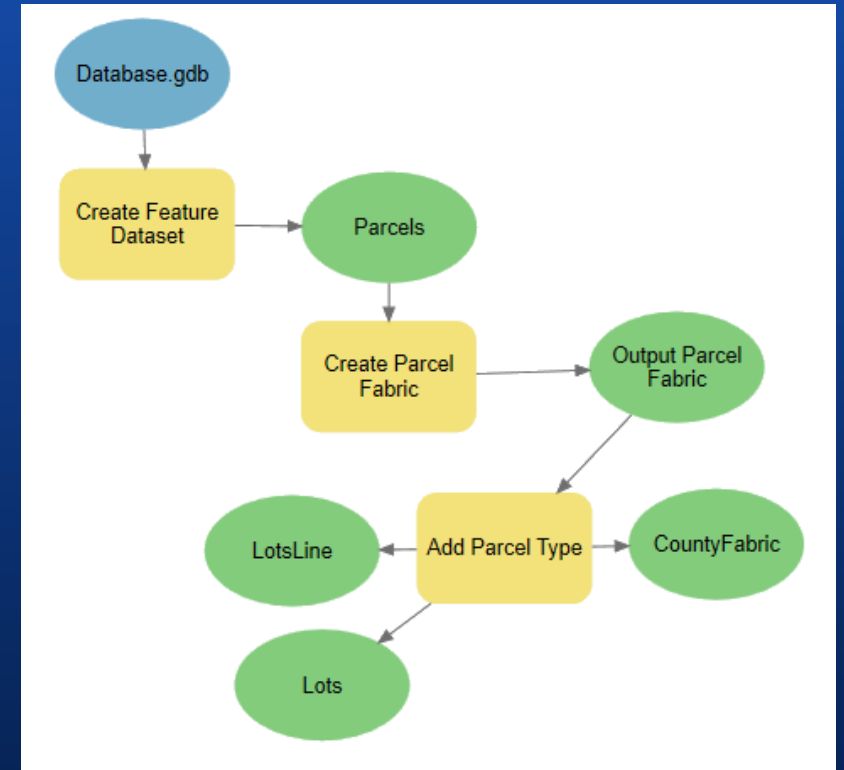 Database.gdb
Create Feature
Dataset
Parcels
Create Parcel
Fabric
Output Parcel
Fabric
LotsLine
Add Parcel Type
CountyFabric
Lots